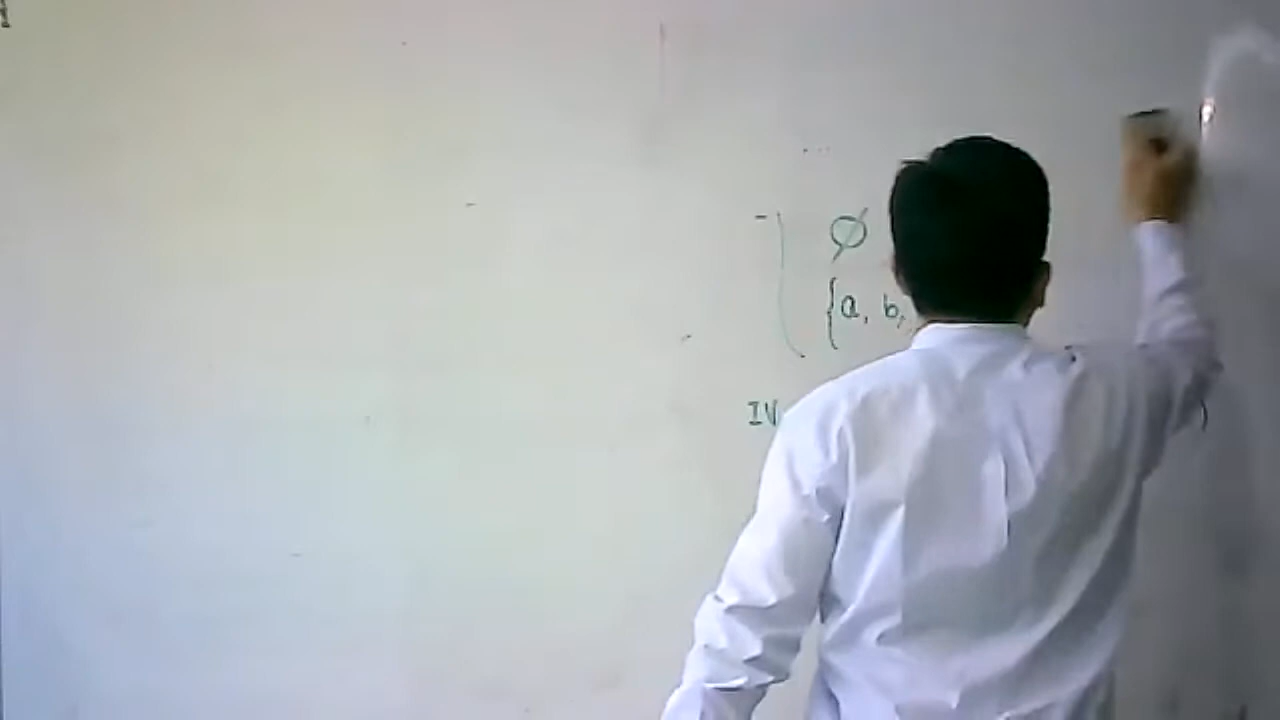 Ø
{a, b,
IV
)